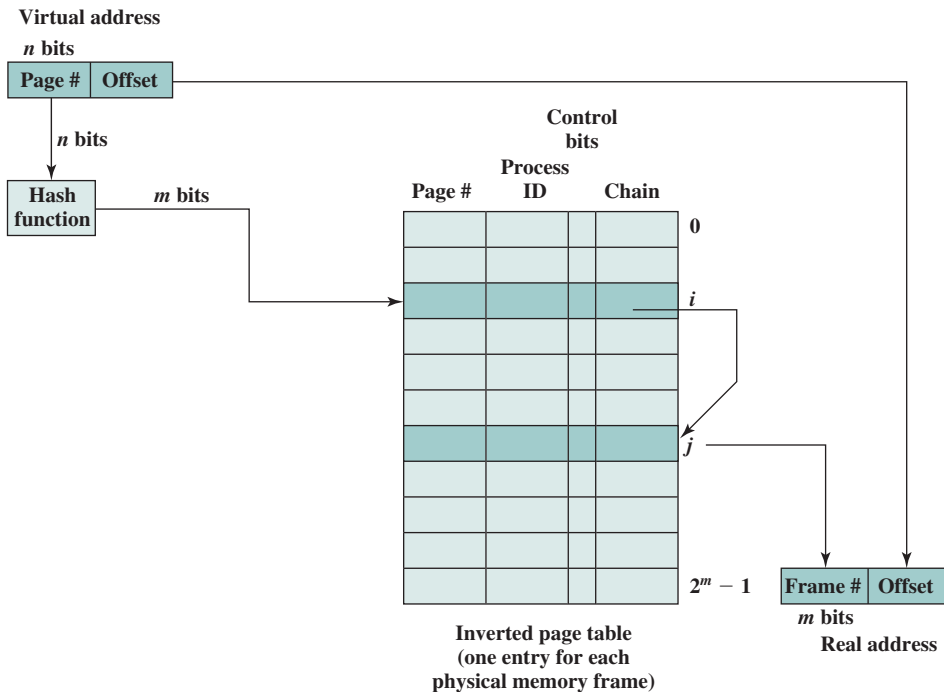 Virtual address
n bits
Page # Offset
n bits
Hash
function
m bits
Control
bits
Process
Page # ID Chain
0
i
j
2^m − 1
Frame # Offset
m bits
Real address
Inverted page table
(one entry for each
physical memory frame)